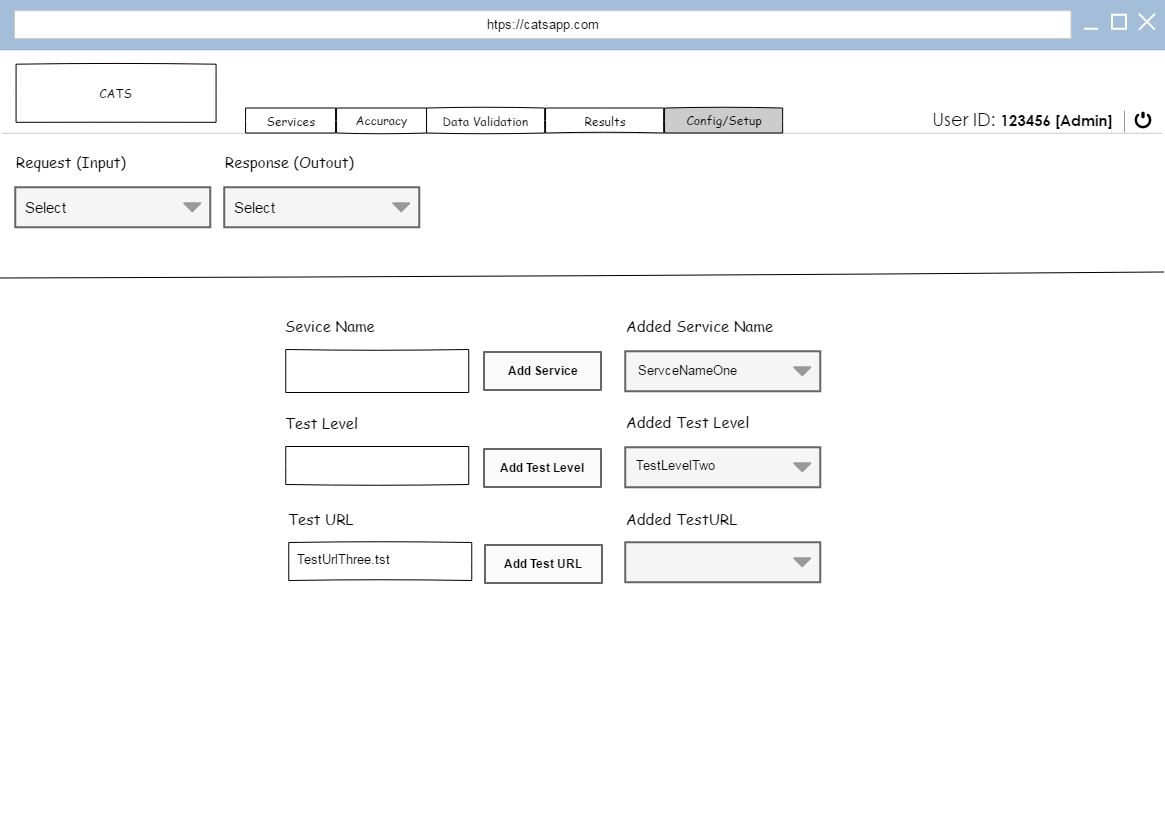 htps://catsapp.com
CATS
Services Accuracy Data Validation Results Config/Setup User ID: 123456 [Admin]
Request (Input) Response (Outout)
Select Select
Sevice Name Added Service Name
Add Service ServceNameOne
Test Level Added Test Level
Add Test Level TestLevelTwo
Test URL Added TestURL
TestUrlThree.tst Add Test URL